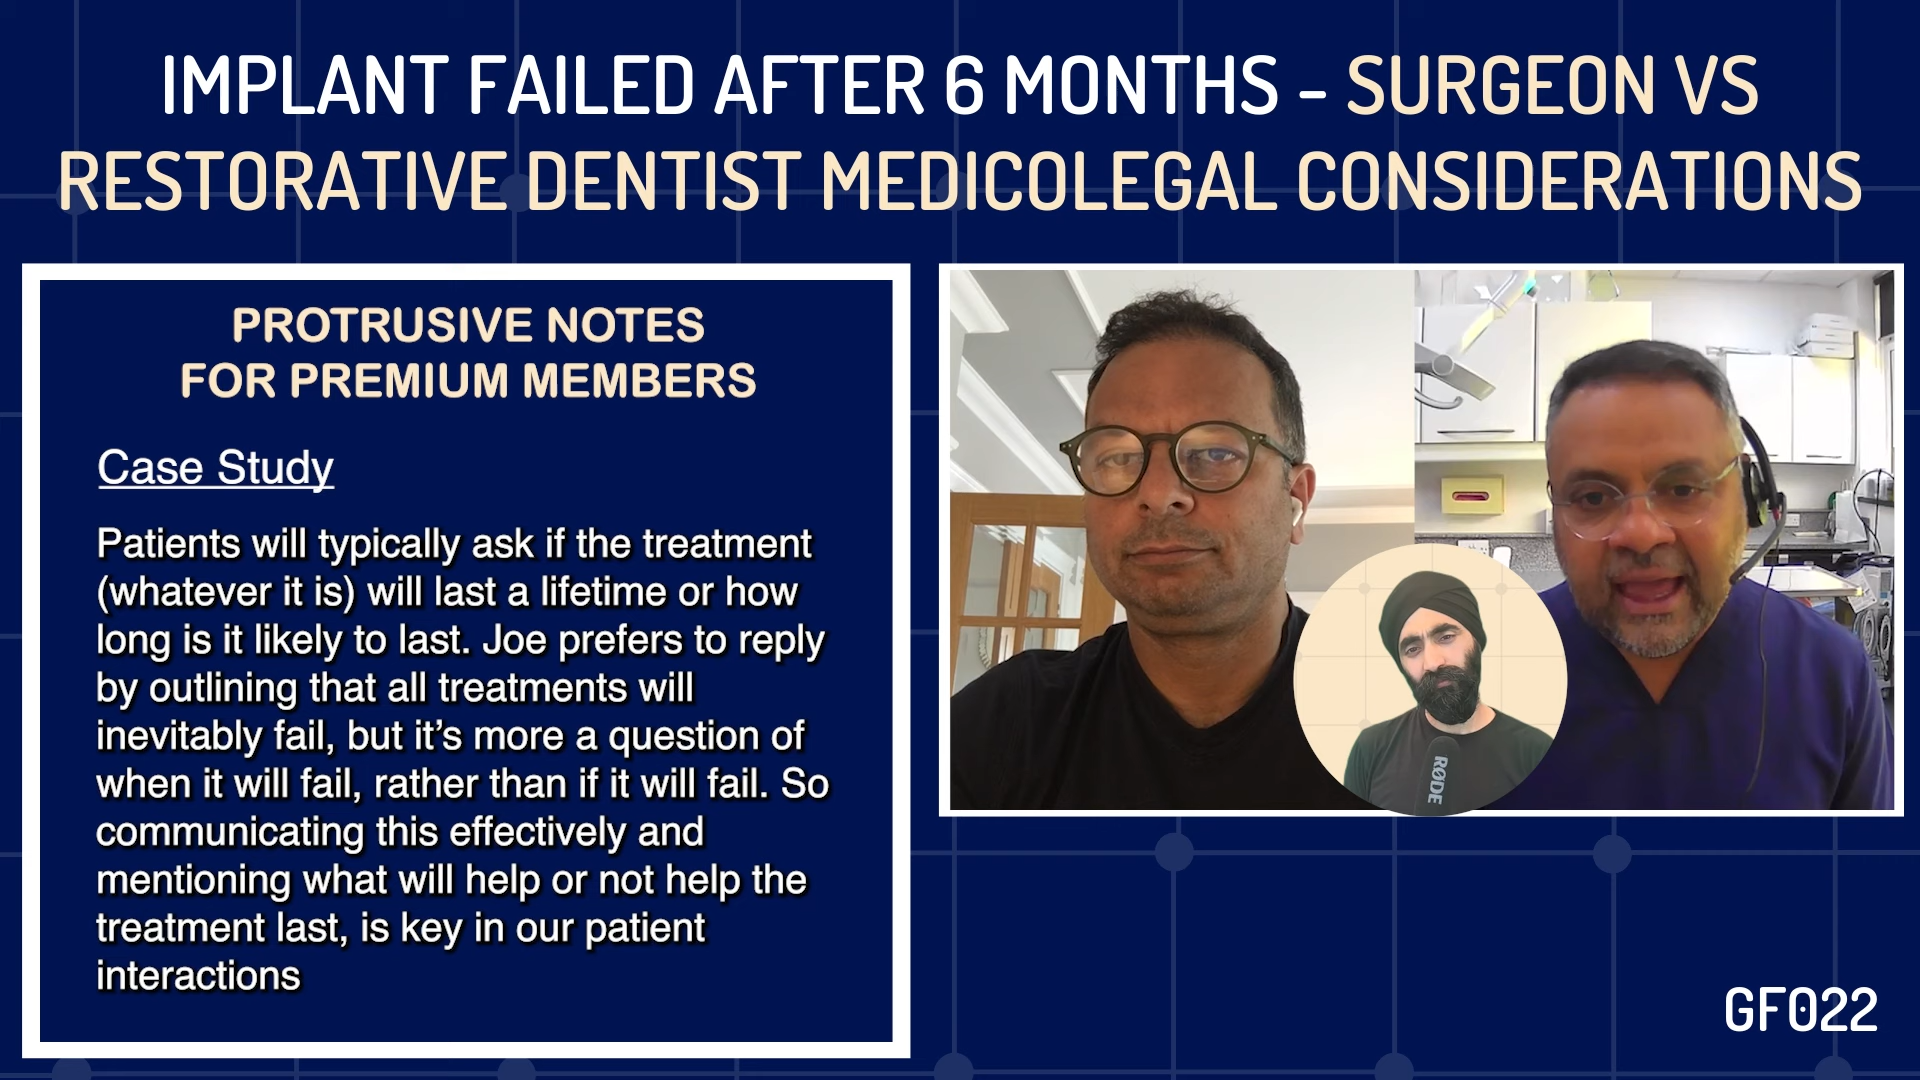 IMPLANT FAILED AFTER 6 MONTHS – SURGEON VS
RESTORATIVE DENTIST MEDICOLEGAL CONSIDERATIONS
PROTRUSIVE NOTES
FOR PREMIUM MEMBERS
Case Study
Patients will typically ask if the treatment
(whatever it is) will last a lifetime or how
long is it likely to last. Joe prefers to reply
by outlining that all treatments will
inevitably fail, but it’s more a question of
when it will fail, rather than if it will fail. So
communicating this effectively and
mentioning what will help or not help the
treatment last, is key in our patient
interactions
RØDE
GF022